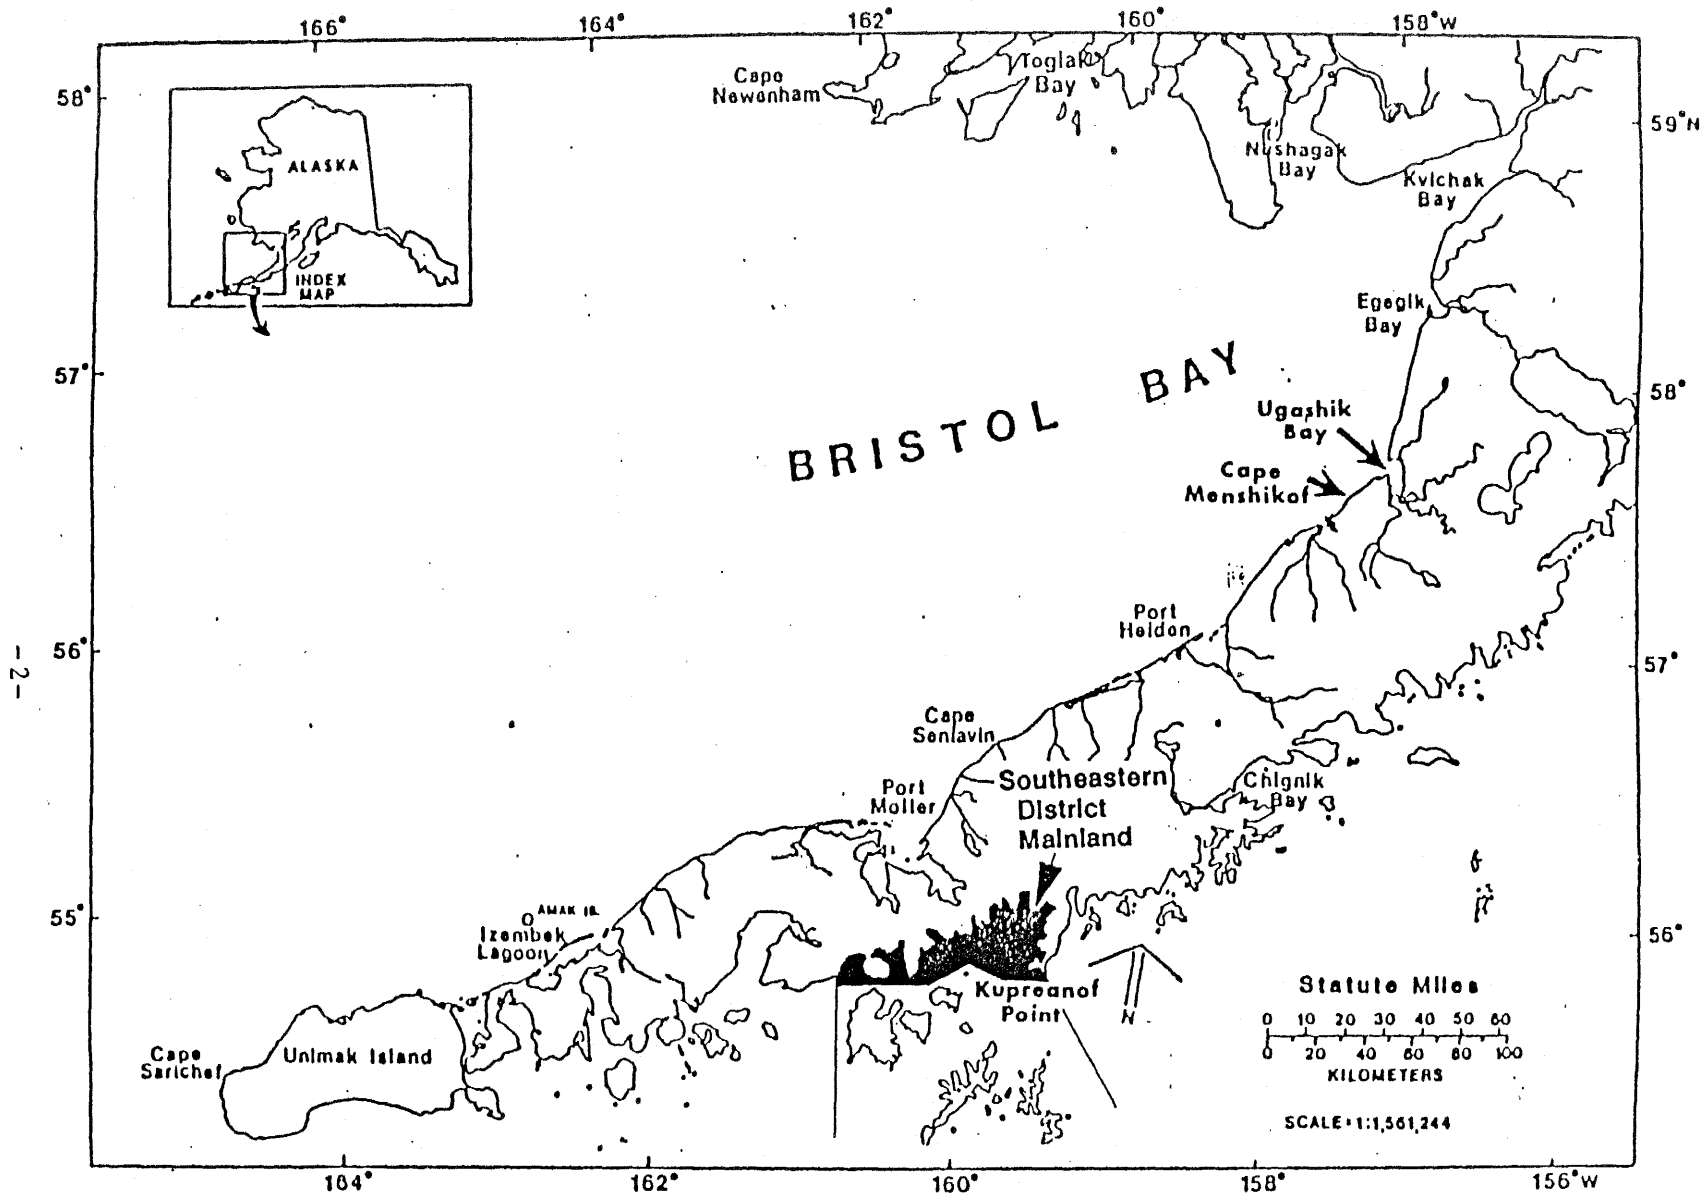 166°
164°
162°
160°
158°W
58°
57°
56°
55°
59°N
58°
57°
56°
164°
162°
160°
158°
156°W
- 2 -
ALASKA
INDEX
MAP
Cape
Newenham
Togiak
Bay
Nushagak
Bay
Kvichak
Bay
Egegik
Bay
BRISTOL BAY
Ugashik
Bay
Cape
Menshikof
Port
Heiden
Cape
Seniavin
Port
Moller
Southeastern
District
Mainland
Chignik
Bay
AMAK IS.
Izembek
Lagoon
Kupreanof
Point
N
Cape
Sarichef
Unimak Island
Statute Miles
0 10 20 30 40 50 60
0 20 40 60 80 100
KILOMETERS
SCALE = 1:1,561,244